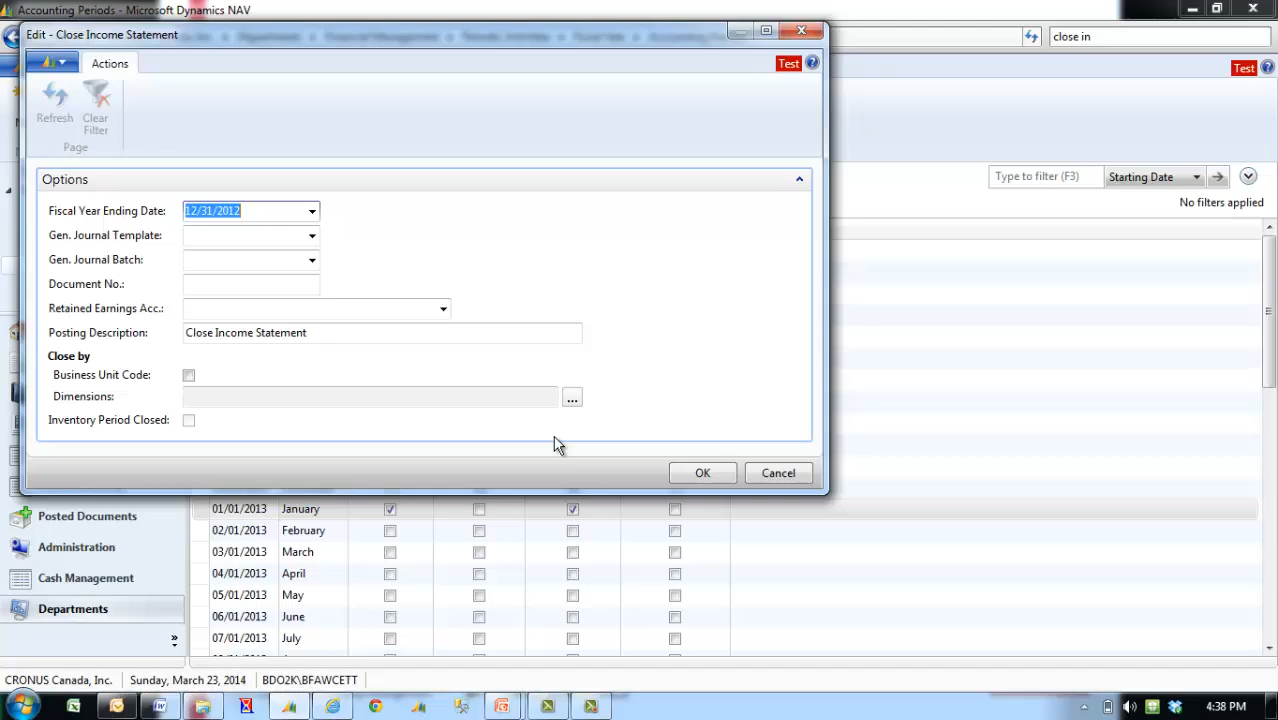 Accounting Periods - Microsoft Dynamics NAV
Edit - Close Income Statement
close in
Actions
Test
Test
Refresh
Clear
Filter
Page
Options
Type to filter (F3)
Starting Date
No filters applied
Fiscal Year Ending Date:
12/31/2012
Gen. Journal Template:
Gen. Journal Batch:
Document No.:
Retained Earnings Acc.:
Posting Description:
Close Income Statement
Close by
Business Unit Code:
Dimensions:
...
Inventory Period Closed:
OK
Cancel
01/01/2013 January
Posted Documents
02/01/2013 February
Administration
03/01/2013 March
Cash Management
04/01/2013 April
05/01/2013 May
Departments
06/01/2013 June
07/01/2013 July
CRONUS Canada, Inc.
Sunday, March 23, 2014
BDO2K\BFAWCETT
4:38 PM